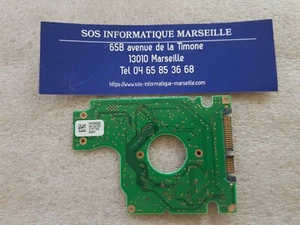 SOS INFORMATIQUE MARSEILLE
65B avenue de la Timone
13010 Marseille
Tel 04 65 85 36 68
https://www.sos-informatique-marseille.com